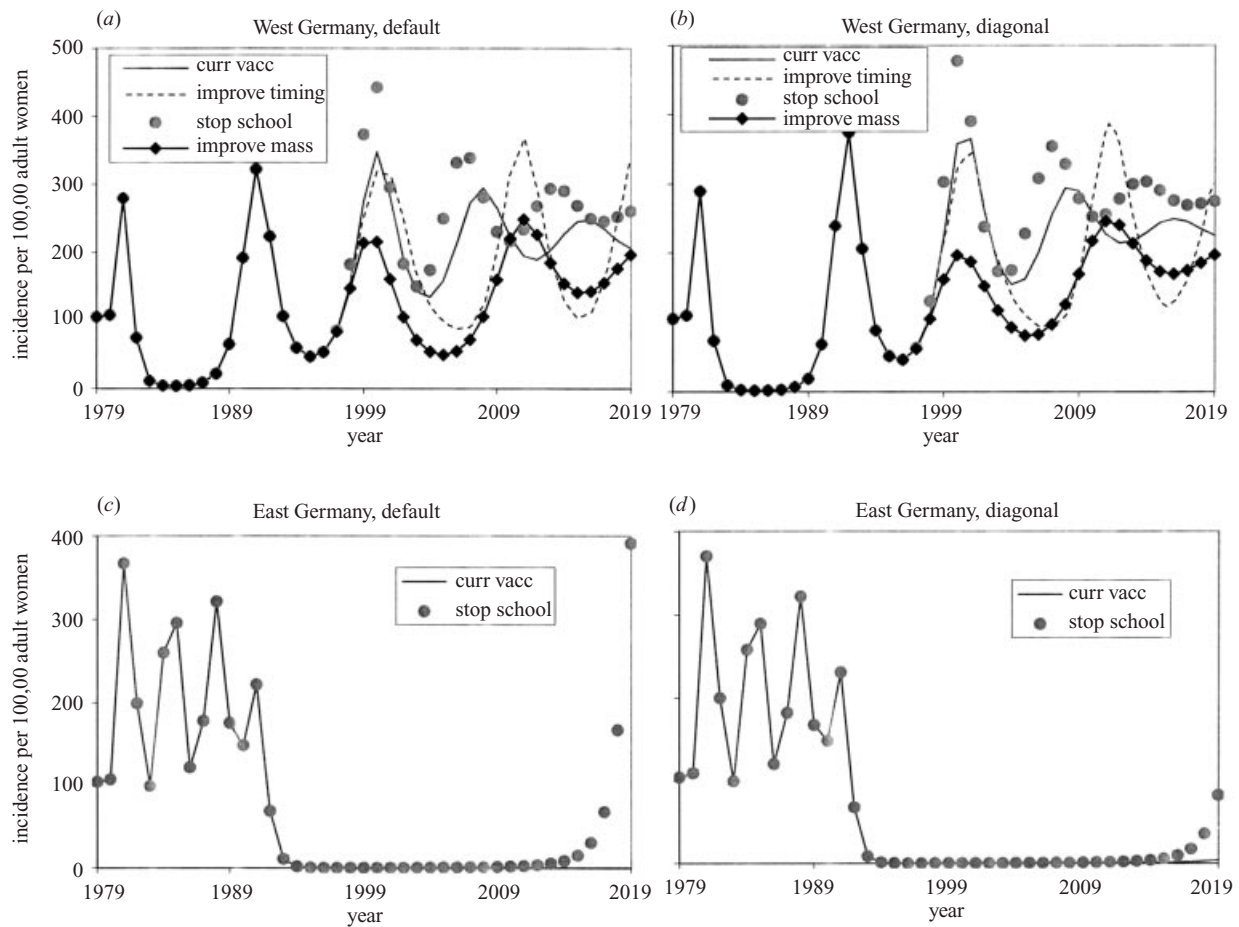 (a)
West Germany, default
500
400
300
200
100
0
incidence per 100,00 adult women
curr vacc
improve timing
stop school
improve mass
1979
1989
1999
2009
2019
year
(b)
West Germany, diagonal
curr vacc
improve timing
stop school
improve mass
1979
1989
1999
2009
2019
year
(c)
East Germany, default
400
300
200
100
0
incidence per 100,00 adult women
curr vacc
stop school
1979
1989
1999
2009
2019
year
(d)
East Germany, diagonal
curr vacc
stop school
1979
1989
1999
2009
2019
year